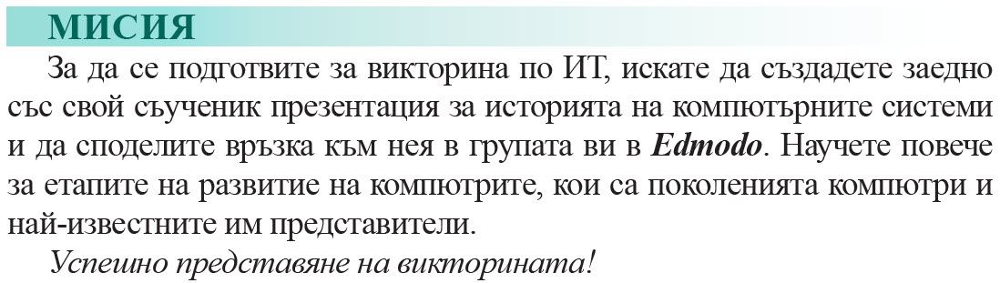 МИСИЯ
За да се подготвите за викторина по ИТ, искате да създадете заедно
със свой съученик презентация за историята на компютърните системи
и да споделите връзка към нея в групата ви в Edmodo. Научете повече
за етапите на развитие на компютрите, кои са поколенията компютри и
най-известните им представители.
Успешно представяне на викторината!